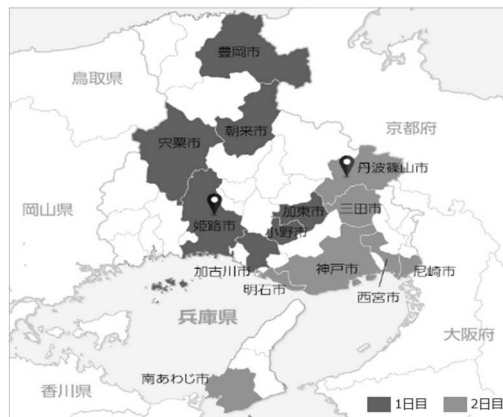 豊岡市
鳥取県
朝来市
京都府
宍粟市
丹波篠山市
岡山県
加東市
三田市
姫路市
小野市
加古川市
神戸市
尼崎市
明石市
西宮市
兵庫県
大阪府
南あわじ市
香川県
1日目
2日目